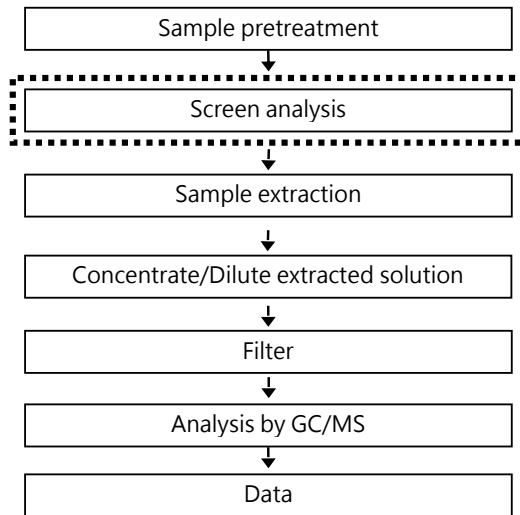 Sample pretreatment
Screen analysis
Sample extraction
Concentrate/Dilute extracted solution
Filter
Analysis by GC/MS
Data